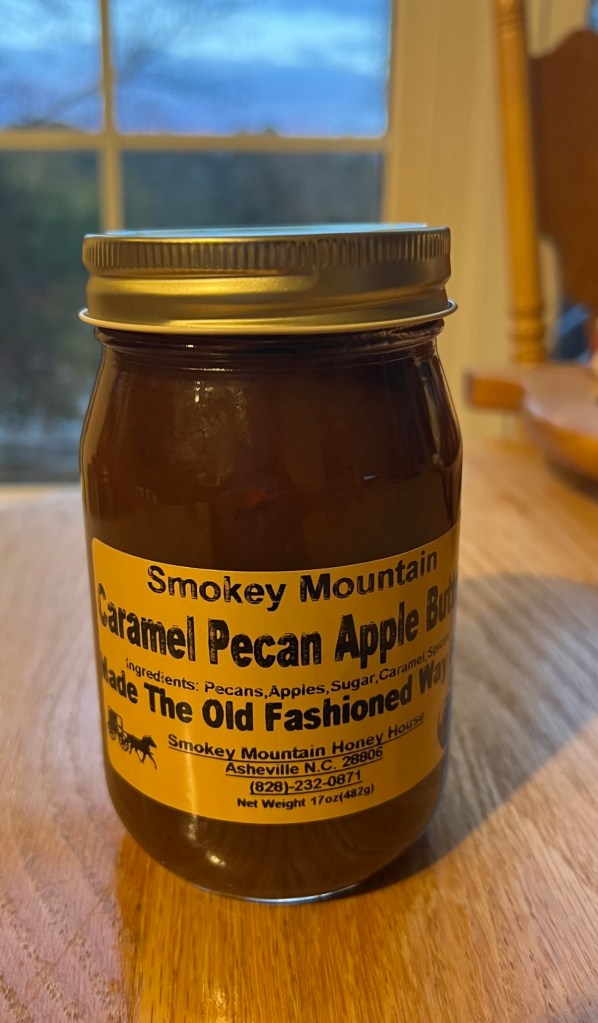 Smokey Mountain
Caramel Pecan Apple
Ingredients: Pecans,Apples,Sugar,Caramel,
Made The Old Fashioned Way
Smokey Mountain Honey House
Asheville N.C. 28806
(828)-232-0871
Net Weight 17oz(482g)